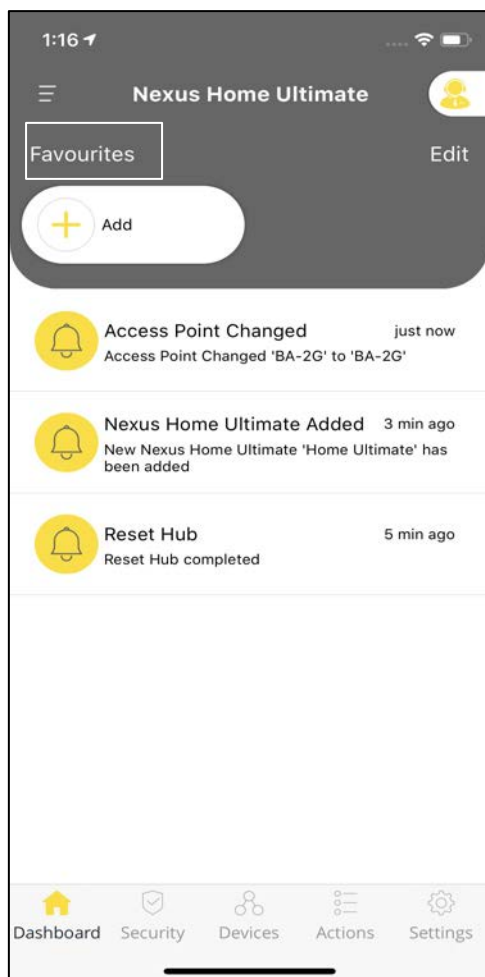 1:16
Nexus Home Ultimate
Favourites
Edit
Add
Access Point Changed just now
Access Point Changed 'BA-2G' to 'BA-2G'
Nexus Home Ultimate Added 3 min ago
New Nexus Home Ultimate 'Home Ultimate' has
been added
Reset Hub 5 min ago
Reset Hub completed
Dashboard Security Devices Actions Settings